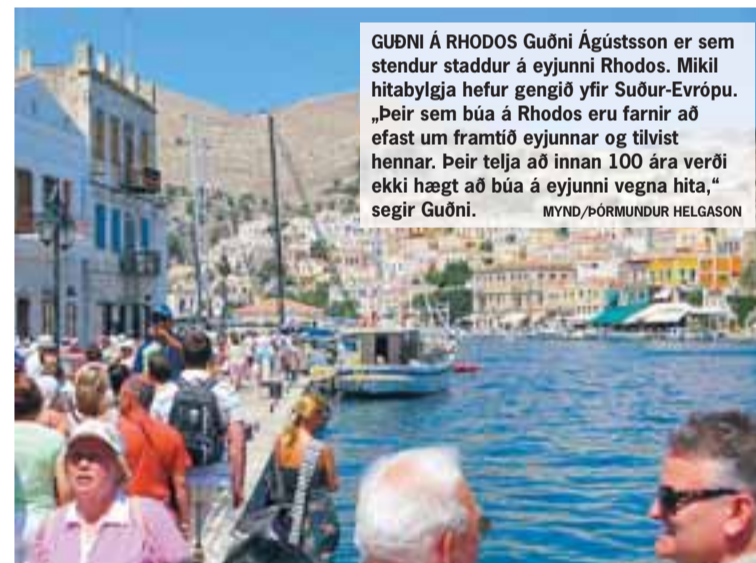 GUÐNI Á RHODOS Guðni Ágústsson er sem
stendur staddur á eyjunni Rhodos. Mikil
hitabylgja hefur gengið yfir Suður-Evrópu.
„Þeir sem búa á Rhodos eru farnir að
efast um framtíð eyjunnar og tilvist
hennar. Þeir telja að innan 100 ára verði
ekki hægt að búa á eyjunni vegna hita,“
segir Guðni. MYND/ÞÓRMUNDUR HELGASON